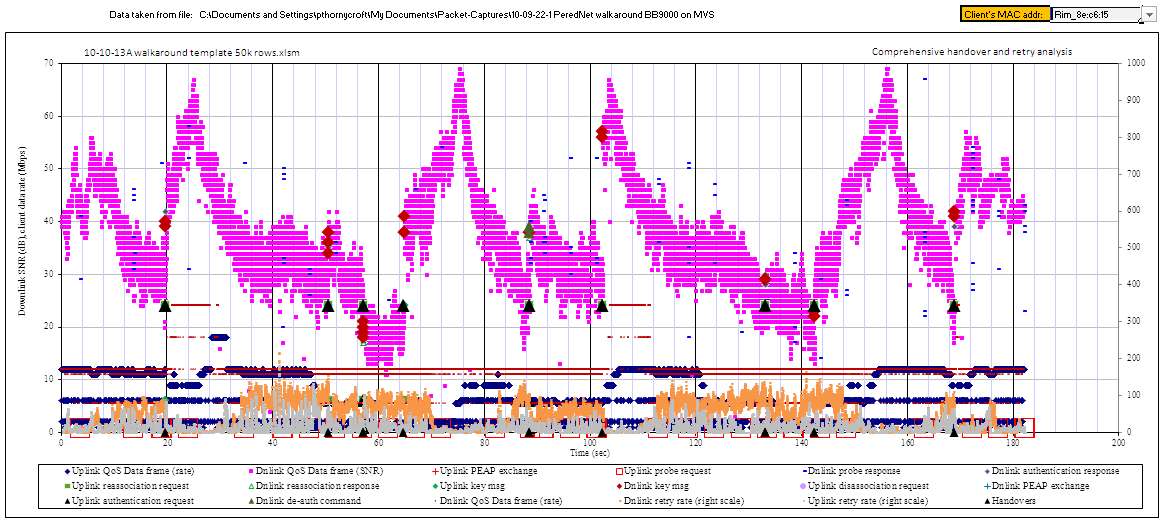 Data taken from file: C:\Documents and Settings\pthornycroft\My Documents\Packet-Captures\10-09-22-1 PeredNet walkaround BB9000 on MVS
Client's MAC addr: Rim_8e:c6:15
10-10-13A walkaround template 50k rows.xlsm
Comprehensive handover and retry analysis
Downlink SNR (dB), client data rate (Mbps)
70
60
50
40
30
20
10
0
1000
900
800
700
600
500
400
300
200
100
0
0 20 40 60 80 100 120 140 160 180 200
Time (sec)
Uplink QoS Data frame (rate) Dnlink QoS Data frame (SNR) Uplink PEAP exchange Uplink probe request Dnlink probe response Dnlink authentication response
Uplink reassociation request Dnlink reassociation response Uplink key msg Dnlink key msg Uplink disassociation request Dnlink PEAP exchange
Uplink authentication request Dnlink de-auth command Dnlink QoS Data frame (rate) Dnlink retry rate (right scale) Uplink retry rate (right scale) Handovers